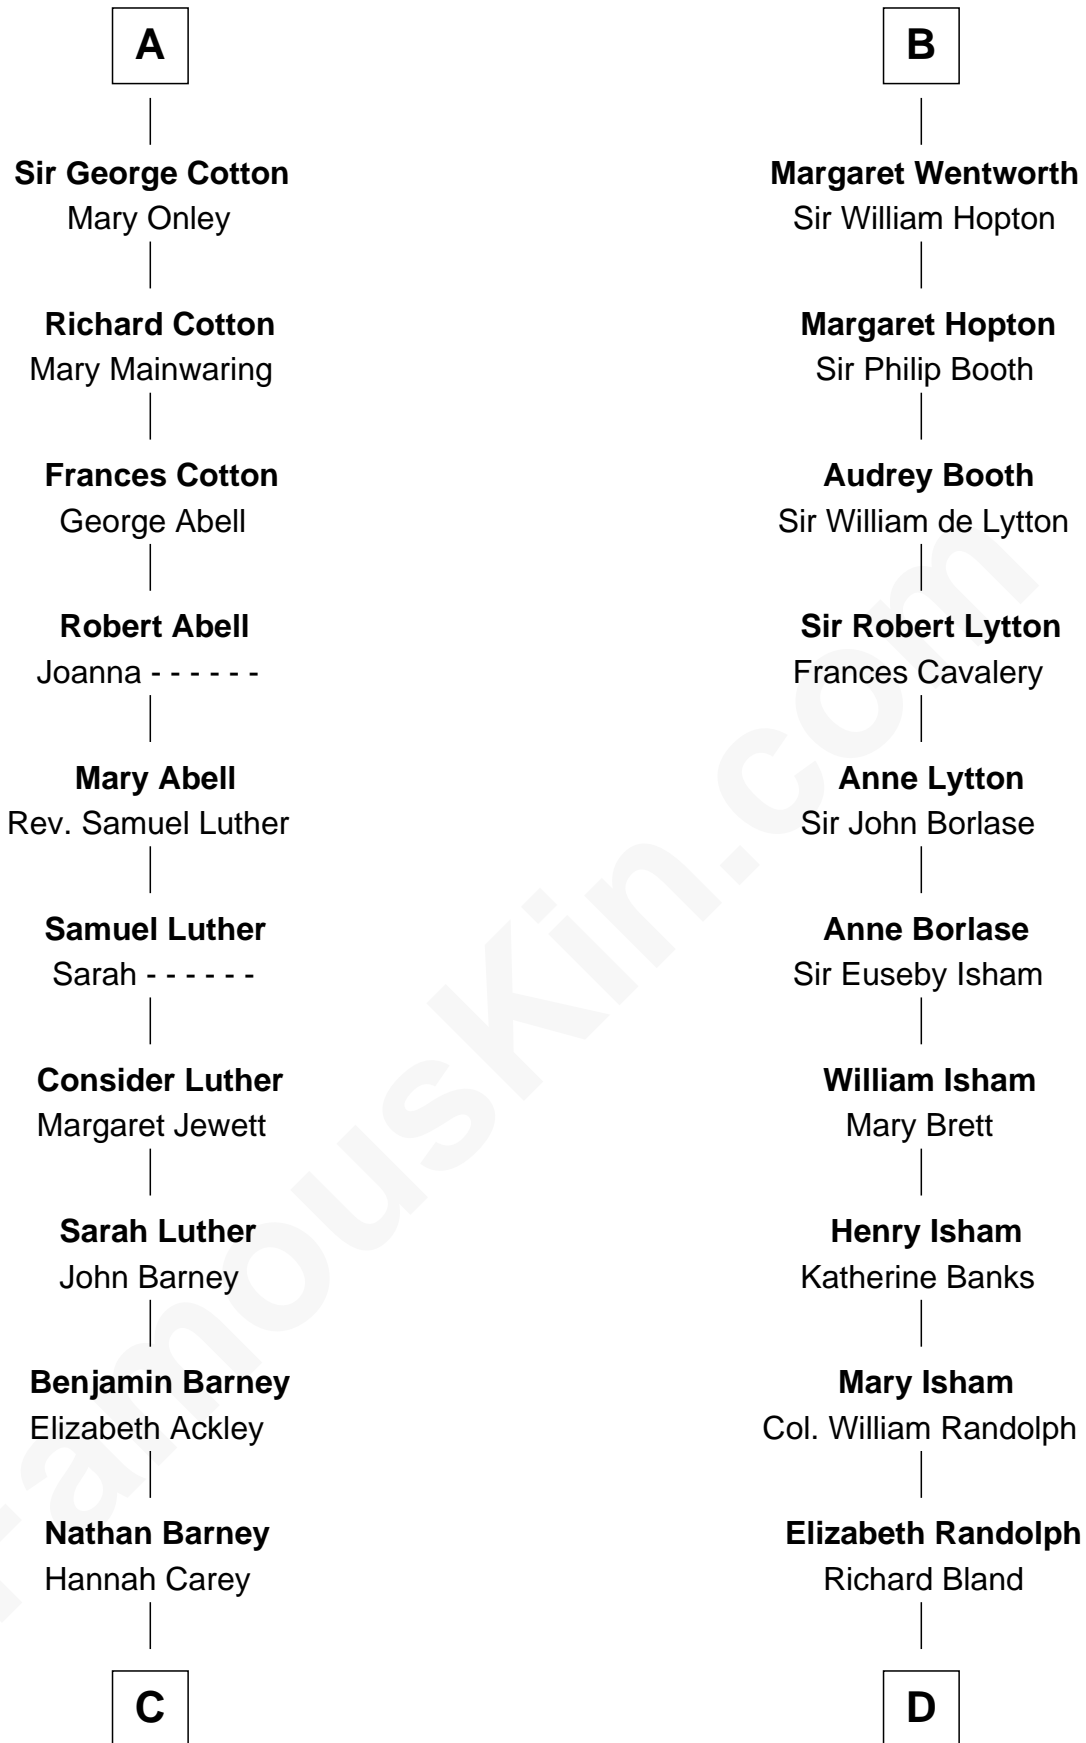 A
Sir George Cotton
Mary Onley
Richard Cotton
Mary Mainwaring
Frances Cotton
George Abell
Robert Abell
Joanna - - - - - -
Mary Abell
Rev. Samuel Luther
Samuel Luther
Sarah - - - - - -
Consider Luther
Margaret Jewett
Sarah Luther
John Barney
Benjamin Barney
Elizabeth Ackley
Nathan Barney
Hannah Carey
C
B
Margaret Wentworth
Sir William Hopton
Margaret Hopton
Sir Philip Booth
Audrey Booth
Sir William de Lytton
Sir Robert Lytton
Frances Cavalery
Anne Lytton
Sir John Borlase
Anne Borlase
Sir Euseby Isham
William Isham
Mary Brett
Henry Isham
Katherine Banks
Mary Isham
Col. William Randolph
Elizabeth Randolph
Richard Bland
D
FamousKin.com